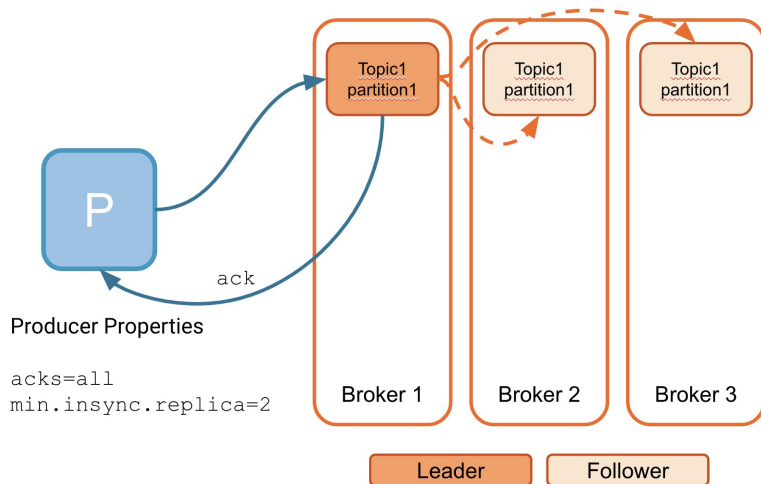 Topic1
partition1
Topic1
partition1
Topic1
partition1
P
ack
Producer Properties
acks=all
min.insync.replica=2
Broker 1
Broker 2
Broker 3
Leader
Follower